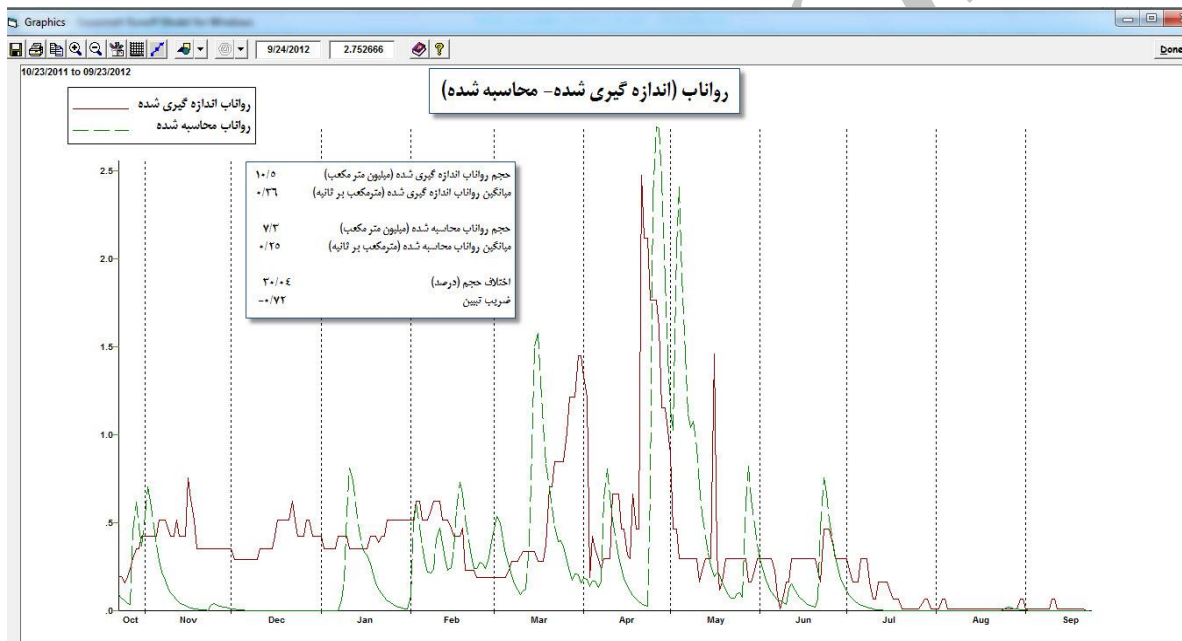 Graphics
9/24/2012 2.752666 Done
10/23/2011 to 09/23/2012
رواناب (اندازه گیری شده- محاسبه شده)
رواناب اندازه گیری شده
رواناب محاسبه شده
حجم رواناب اندازه گیری شده (میلیون متر مکعب) ۱۰/۵
میانگین رواناب اندازه گیری شده (مترمکعب بر ثانیه) ۰/۳۶
حجم رواناب محاسبه شده (میلیون متر مکعب) ۷/۳
میانگین رواناب محاسبه شده (مترمکعب بر ثانیه) ۰/۲۵
اختلاف حجم (درصد) ۳۰/۰٤
ضریب تبیین -۰/۷۲
2.5
2.0
1.5
1.0
.5
.0
Oct Nov Dec Jan Feb Mar Apr May Jun Jul Aug Sep